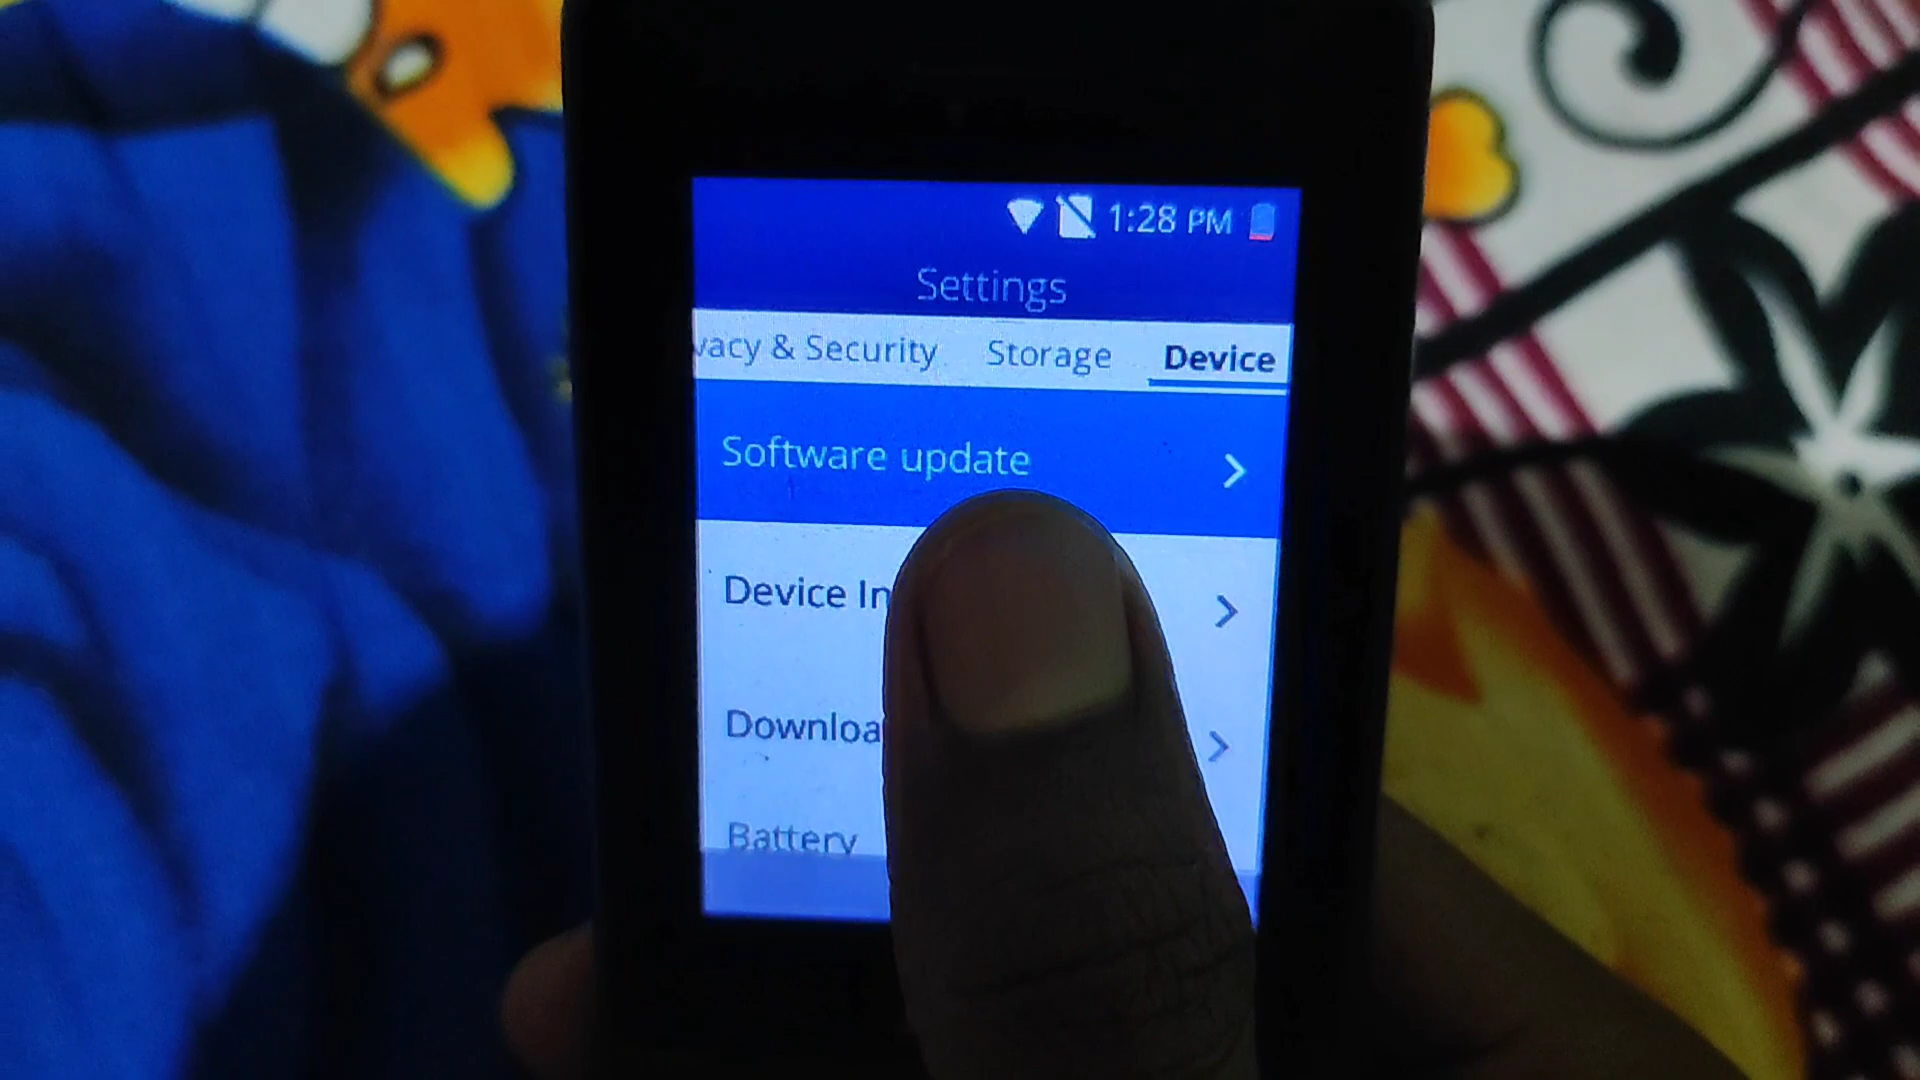 1:28 PM
Settings
vacy & Security Storage Device
Software update
Device In
Downloa
Battery